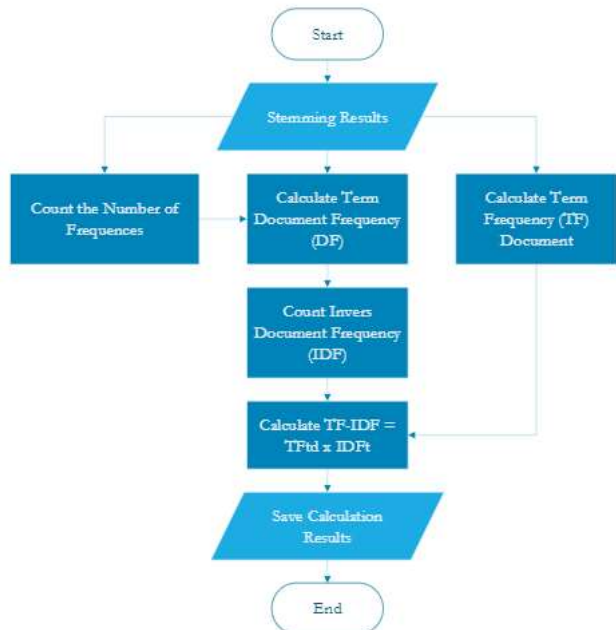 Start
Stemming Results
Count the Number of
Frequences
Calculate Term
Document Frequency
(DF)
Calculate Term
Frequency (TF)
Document
Count Invers
Document Frequency
(IDF)
Calculate TF-IDF =
TFtd x IDFt
Save Calculation
Results
End